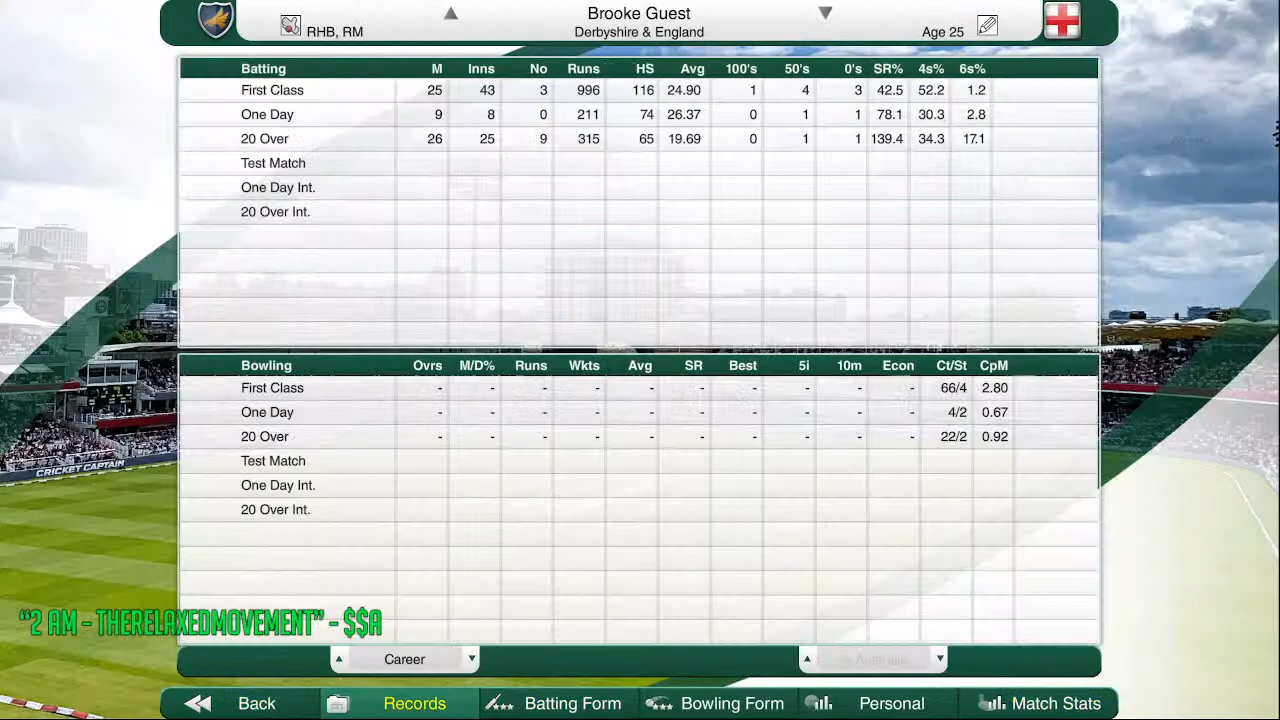 Brooke Guest
RHB, RM
Derbyshire & England
Age 25
Batting M Inns No Runs HS Avg 100's 50's 0's SR% 4s% 6s%
First Class 25 43 3 996 116 24.90 1 4 3 42.5 52.2 1.2
One Day 9 8 0 211 74 26.37 0 1 1 78.1 30.3 2.8
20 Over 26 25 9 315 65 19.69 0 1 1 139.4 34.3 17.1
Test Match
One Day Int.
20 Over Int.
Bowling Ovrs M/D% Runs Wkts Avg SR Best 5i 10m Econ Ct/St CpM
First Class - - - - - - - - - - 66/4 2.80
One Day - - - - - - - - - - 4/2 0.67
20 Over - - - - - - - - - - 22/2 0.92
Test Match
One Day Int.
20 Over Int.
CRICKET CAPTAIN
"2 AM - THERELAXEDMOVEMENT" - $$A
Career
Back Records Batting Form Bowling Form Personal Match Stats